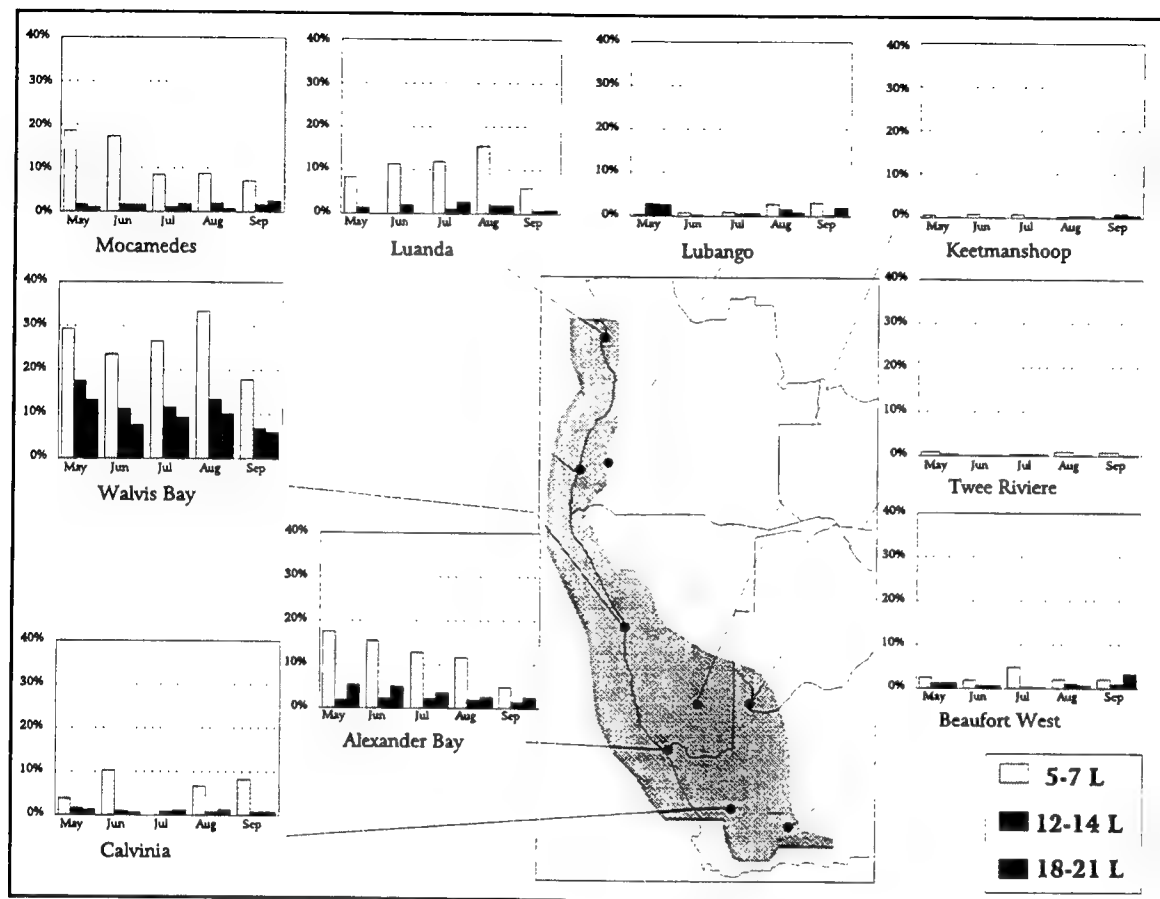 40%
30%
20%
10%
0%
May Jun Jul Aug Sep
Mocamedes
40%
30%
20%
10%
0%
May Jun Jul Aug Sep
Luanda
40%
30%
20%
10%
0%
May Jun Jul Aug Sep
Lubango
40%
30%
20%
10%
0%
May Jun Jul Aug Sep
Keetmanshoop
40%
30%
20%
10%
0%
May Jun Jul Aug Sep
Walvis Bay
40%
30%
20%
10%
0%
May Jun Jul Aug Sep
Twee Riviere
40%
30%
20%
10%
0%
May Jun Jul Aug Sep
Alexander Bay
40%
30%
20%
10%
0%
May Jun Jul Aug Sep
Beaufort West
40%
30%
20%
10%
0%
May Jun Jul Aug Sep
Calvinia
5-7 L
12-14 L
18-21 L